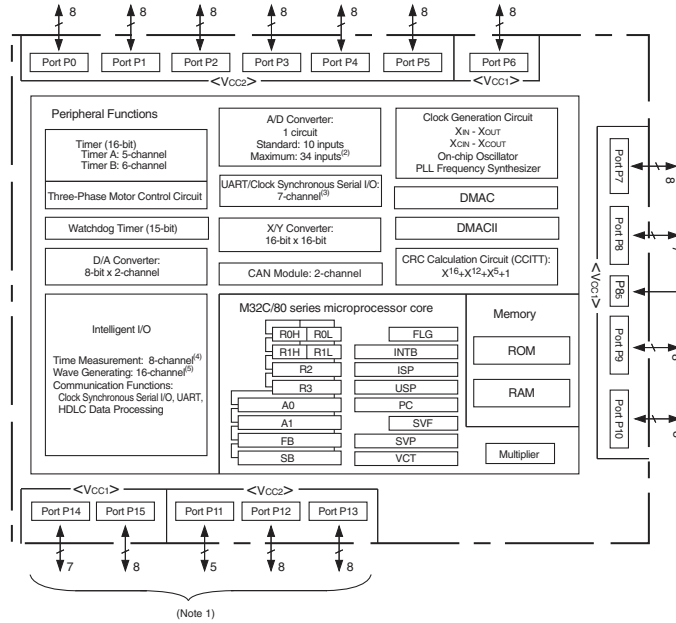 8 8 8 8 8 8 8
Port P0 Port P1 Port P2 Port P3 Port P4 Port P5 Port P6
<VCC2> <VCC1>
Peripheral Functions
Timer (16-bit)
Timer A: 5-channel
Timer B: 6-channel
Three-Phase Motor Control Circuit
Watchdog Timer (15-bit)
D/A Converter:
8-bit x 2-channel
Intelligent I/O
Time Measurement: 8-channel(4)
Wave Generating: 16-channel(5)
Communication Functions:
Clock Synchronous Serial I/O, UART,
HDLC Data Processing
A/D Converter:
1 circuit
Standard: 10 inputs
Maximum: 34 inputs(2)
UART/Clock Synchronous Serial I/O:
7-channel(3)
X/Y Converter:
16-bit x 16-bit
CAN Module: 2-channel
Clock Generation Circuit
XIN - XOUT
XCIN - XCOUT
On-chip Oscillator
PLL Frequency Synthesizer
DMAC
DMACII
CRC Calculation Circuit (CCITT):
X16+X12+X5+1
M32C/80 series microprocessor core
R0H R0L
R1H R1L
R2
R3
A0
A1
FB
SB
FLG
INTB
ISP
USP
PC
SVF
SVP
VCT
Memory
ROM
RAM
Multiplier
<VCC1>
Port P7
8
Port P8
P85
Port P9
Port P10
<VCC1> <VCC2>
Port P14 Port P15 Port P11 Port P12 Port P13
7 8 5 8 8
(Note 1)